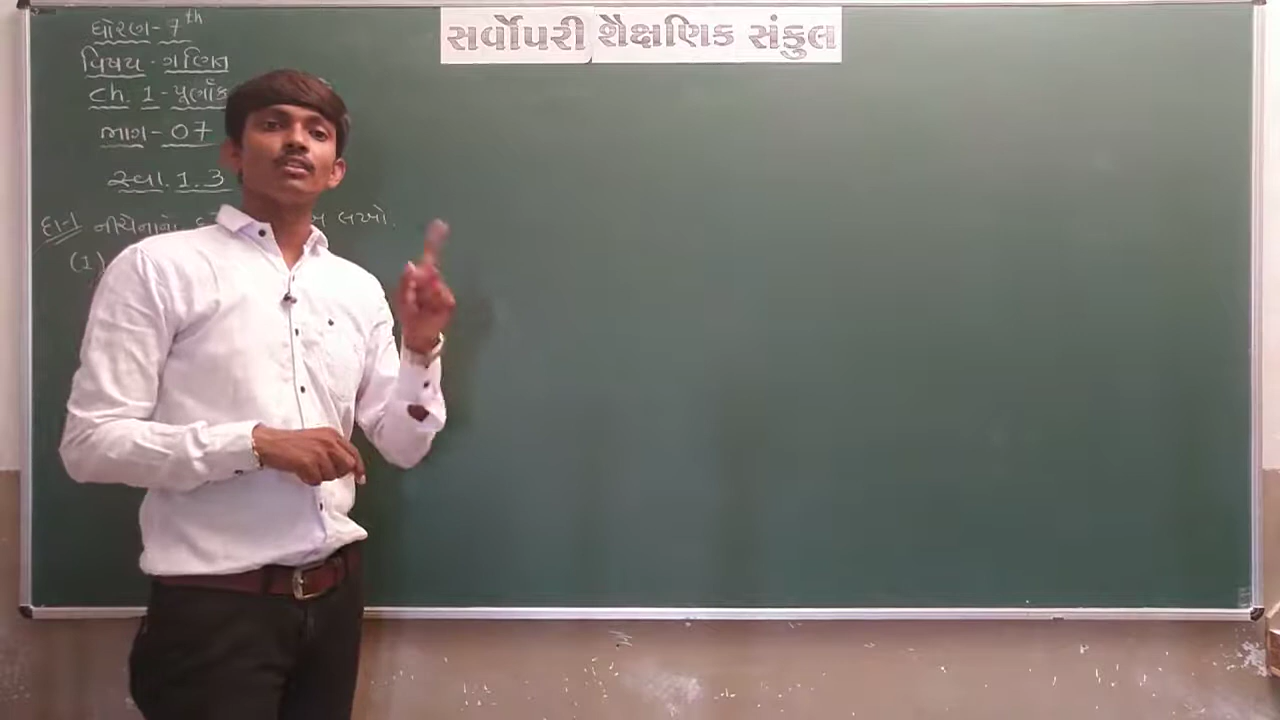 સર્વોપરી શૈક્ષણિક સંકુલ
ધોરણ - 7th
વિષય - ગણિત
Ch. 1 - પૂર્ણાંક
ભાગ - 07
સ્વા. 1.3
દા-1 નીચેનાનો લખો.
(1)